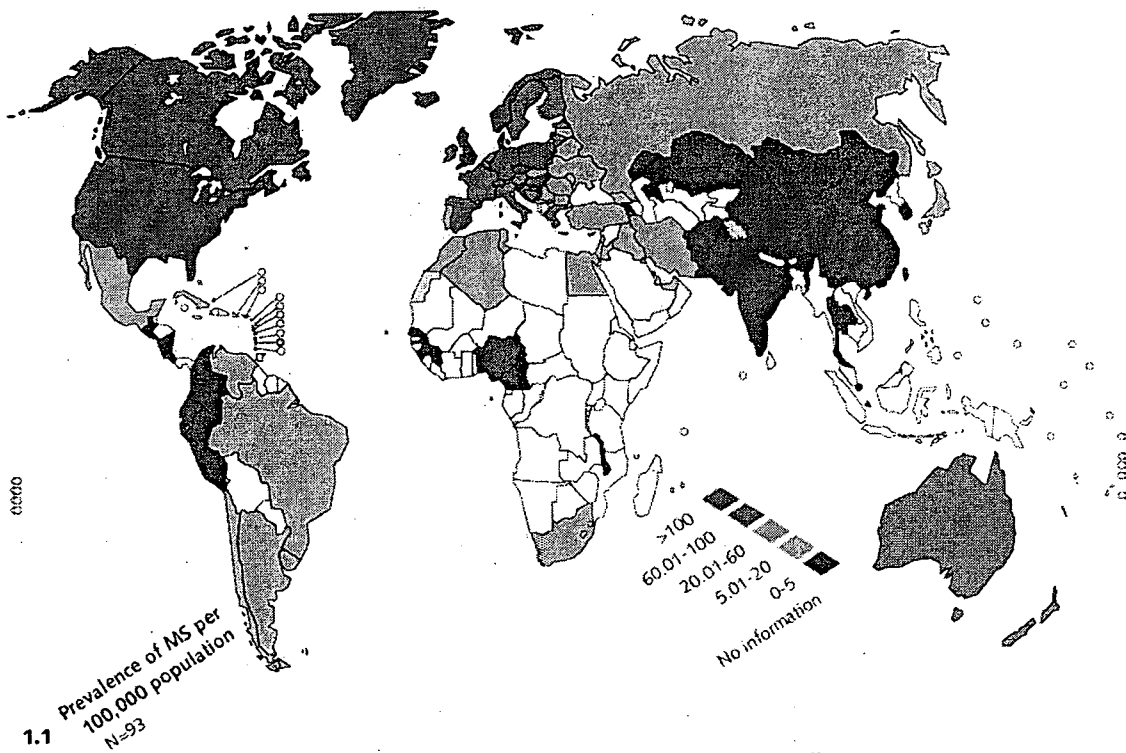 >100
60.01-100
20.01-60
5.01-20
0-5
No information
1.1 Prevalence of MS per
100,000 population
N=93